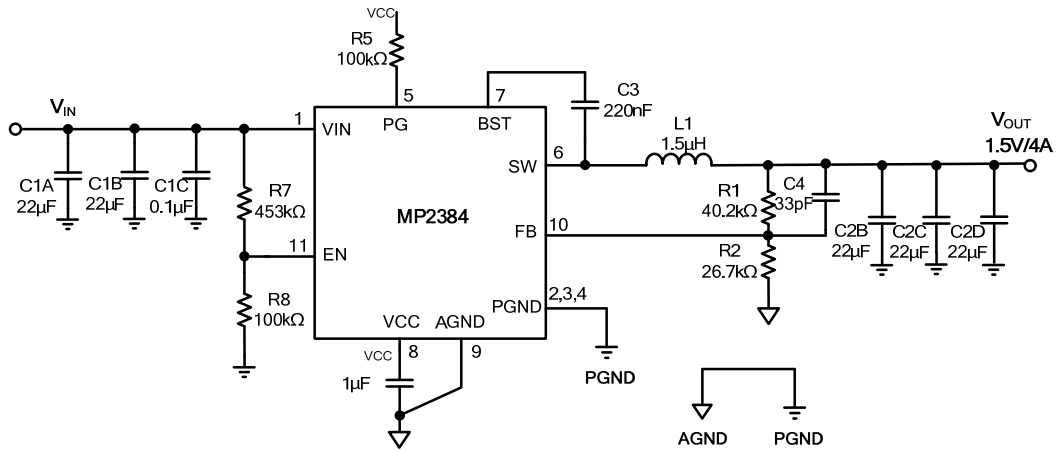 VCC
R5
100kΩ
5
7
C3
220nF
VIN
1
VIN
PG
BST
L1
1.5µH
VOUT
1.5V/4A
6
SW
C1A
22µF
C1B
22µF
C1C
0.1µF
R7
453kΩ
MP2384
R1
40.2kΩ
C4
33pF
FB
10
C2B
22µF
C2C
22µF
C2D
22µF
11
EN
R2
26.7kΩ
R8
100kΩ
2,3,4
PGND
VCC
AGND
VCC
8
9
1µF
PGND
AGND
PGND